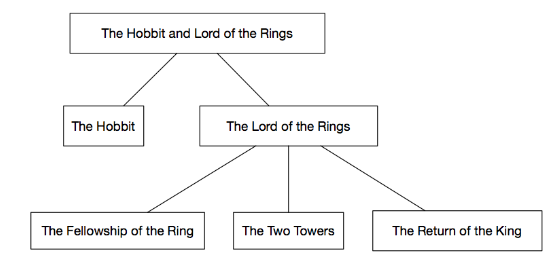 The Hobbit and Lord of the Rings
The Hobbit
The Lord of the Rings
The Fellowship of the Ring
The Two Towers
The Return of the King